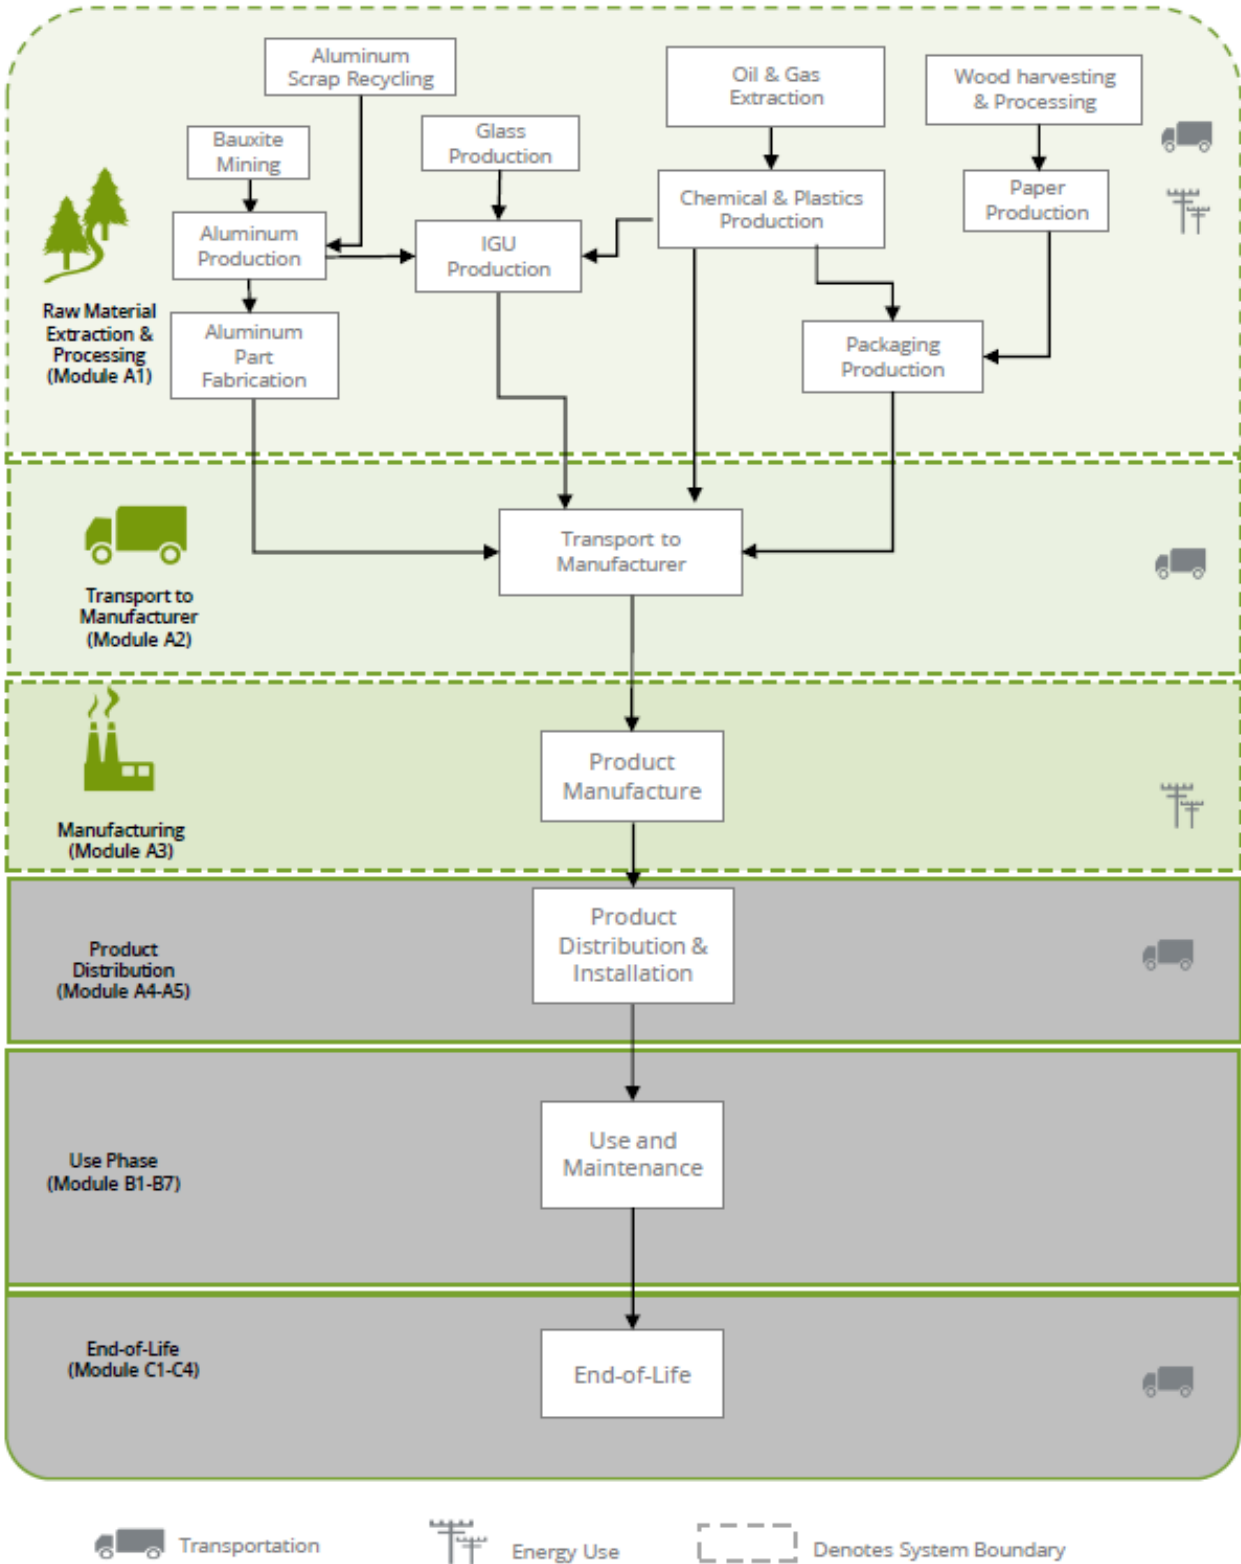 Aluminum
Scrap Recycling
Oil & Gas
Extraction
Wood harvesting
& Processing
Bauxite
Mining
Glass
Production
Chemical & Plastics
Production
Paper
Production
Aluminum
Production
IGU
Production
Raw Material
Extraction &
Processing
(Module A1)
Aluminum
Part
Fabrication
Packaging
Production
Transport to
Manufacturer
(Module A2)
Transport to
Manufacturer
Manufacturing
(Module A3)
Product
Manufacture
Product
Distribution
(Module A4-A5)
Product
Distribution &
Installation
Use Phase
(Module B1-B7)
Use and
Maintenance
End-of-Life
(Module C1-C4)
End-of-Life
Transportation
Energy Use
Denotes System Boundary